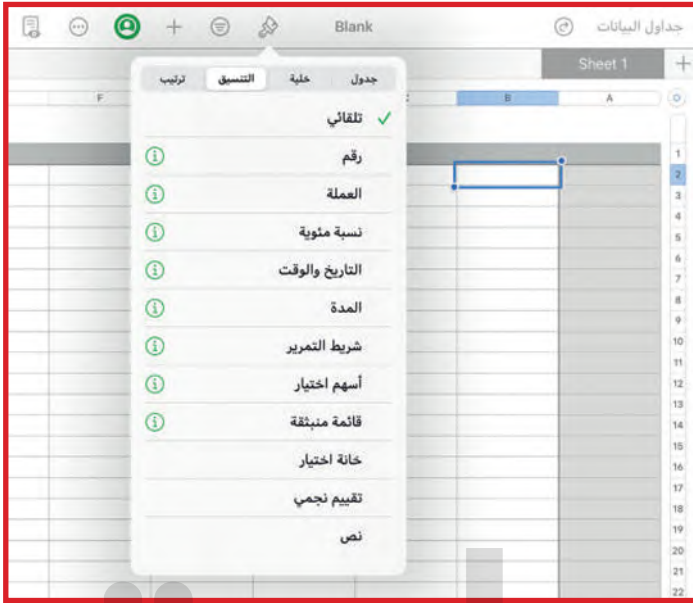 جداول البيانات Blank
Sheet 1
جدول خلية التنسيق ترتيب
A B F
تلقائي
رقم
العملة
نسبة مئوية
التاريخ والوقت
المدة
شريط التمرير
أسهم اختيار
قائمة منبثقة
خانة اختيار
تقييم نجمي
نص
1
2
3
4
5
6
7
8
9
10
11
12
13
14
15
16
17
18
19
20
21
22